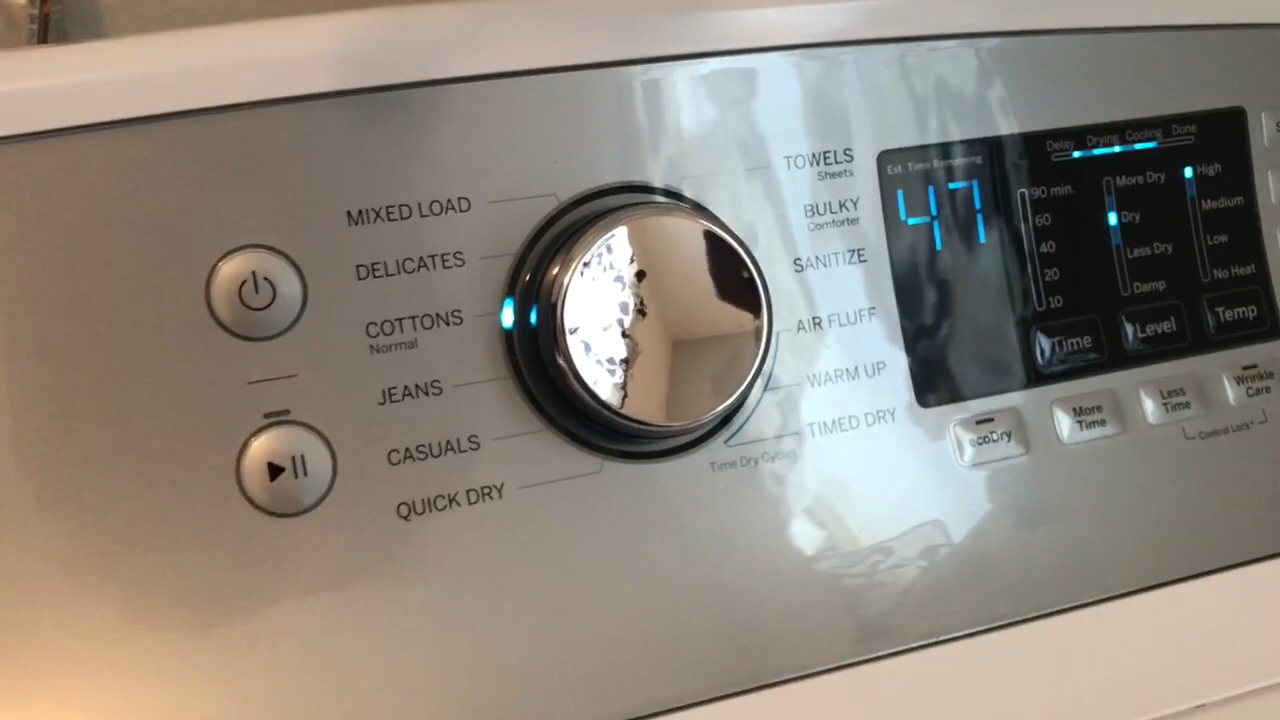 MIXED LOAD
DELICATES
COTTONS
Normal
JEANS
CASUALS
QUICK DRY
TOWELS
Sheets
BULKY
Comforter
SANITIZE
AIR FLUFF
WARM UP
TIMED DRY
Time Dry Cycles
Est. Time Remaining
47
Delay Drying Cooling Done
90 min.
60
40
20
10
Time
More Dry
Dry
Less Dry
Damp
Level
High
Medium
Low
No Heat
Temp
ecoDry
More
Time
Less
Time
Wrinkle
Care
Control Lock*